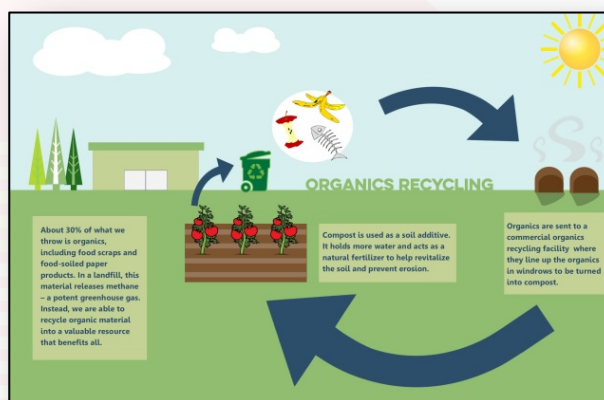 ORGANICS RECYCLING
About 30% of what we
throw is organics,
including food scraps and
food-soiled paper
products. In a landfill, this
material releases methane
– a potent greenhouse gas.
Instead, we are able to
recycle organic material
into a valuable resource
that benefits all.
Compost is used as a soil additive.
It holds more water and acts as a
natural fertilizer to help revitalize
the soil and prevent erosion.
Organics are sent to a
commercial organics
recycling facility where
they line up the organics
in windrows to be turned
into compost.